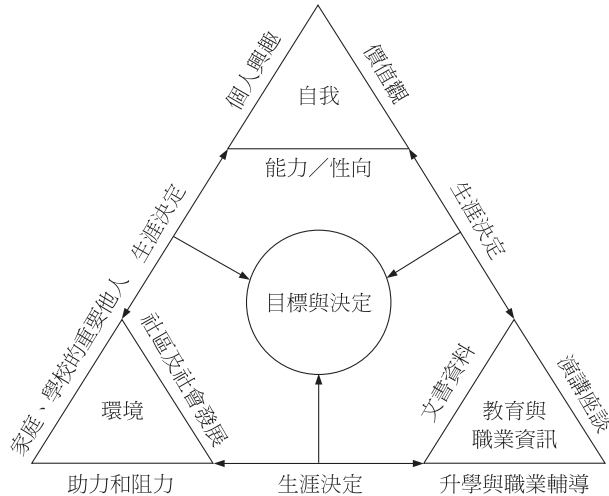 個人興趣
價值觀
自我
能力／性向
生涯決定
生涯決定
目標與決定
家庭、學校的重要他人
社區及社會發展
環境
助力和阻力
生涯決定
文書資料
演講座談
教育與
職業資訊
升學與職業輔導